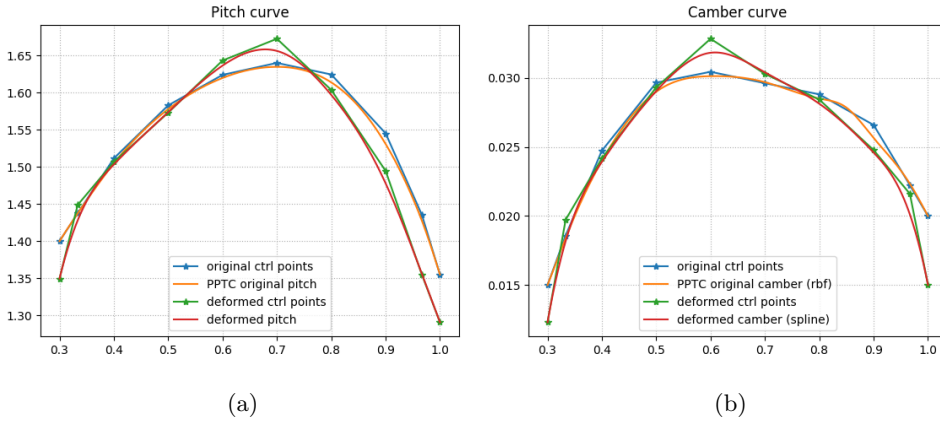 Pitch curve
1.65
1.60
1.55
1.50
1.45
1.40
1.35
1.30
original ctrl points
PPTC original pitch
deformed ctrl points
deformed pitch
0.3 0.4 0.5 0.6 0.7 0.8 0.9 1.0
(a)
Camber curve
0.030
0.025
0.020
0.015
original ctrl points
PPTC original camber (rbf)
deformed ctrl points
deformed camber (spline)
0.3 0.4 0.5 0.6 0.7 0.8 0.9 1.0
(b)